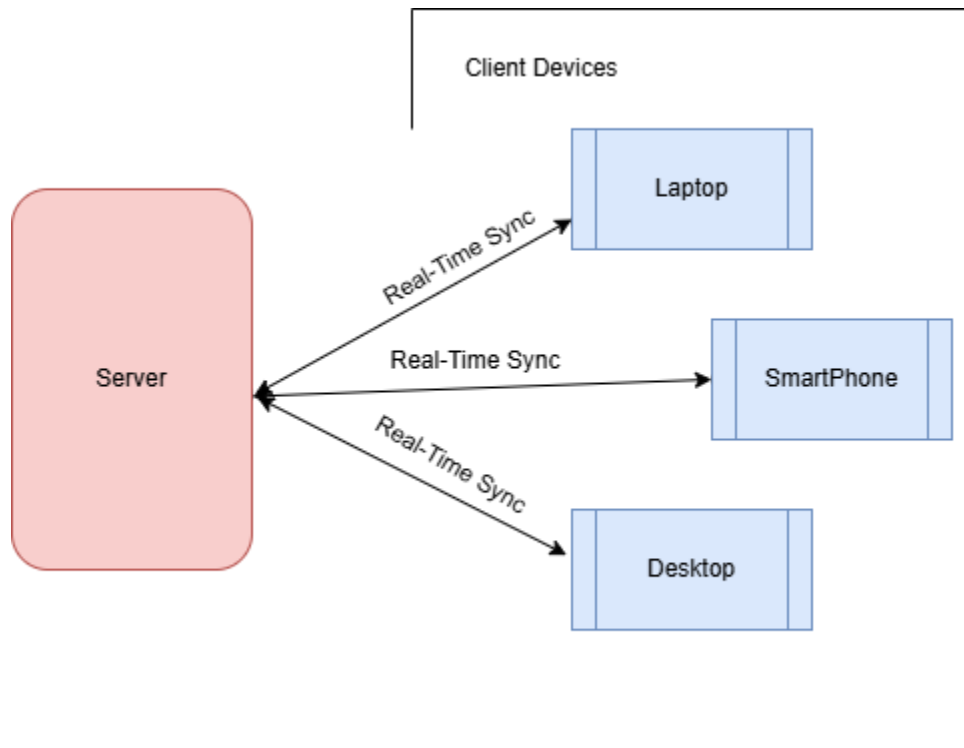 Client Devices
Laptop
Real-Time Sync
Server
Real-Time Sync
SmartPhone
Real-Time Sync
Desktop